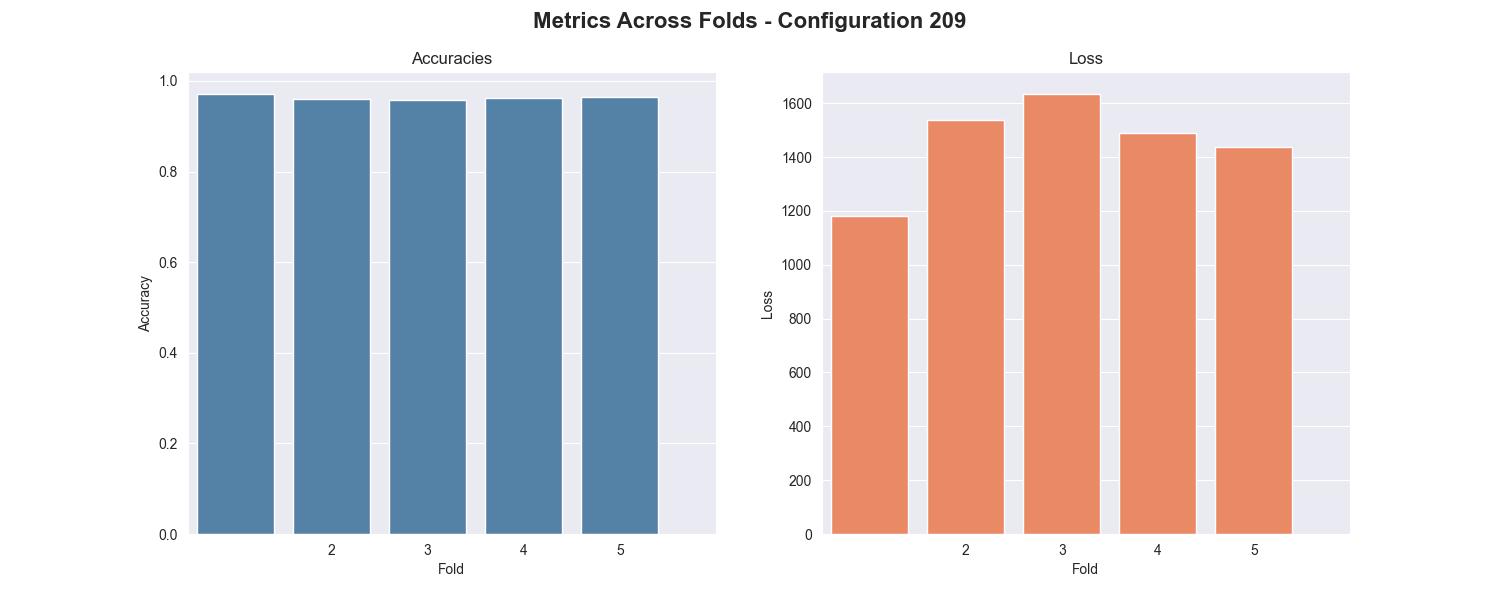 Metrics Across Folds - Configuration 209
Accuracies
1.0
0.8
0.6
0.4
0.2
0.0
Accuracy
2 3 4 5
Fold
Loss
1600
1400
1200
1000
800
600
400
200
0
Loss
2 3 4 5
Fold